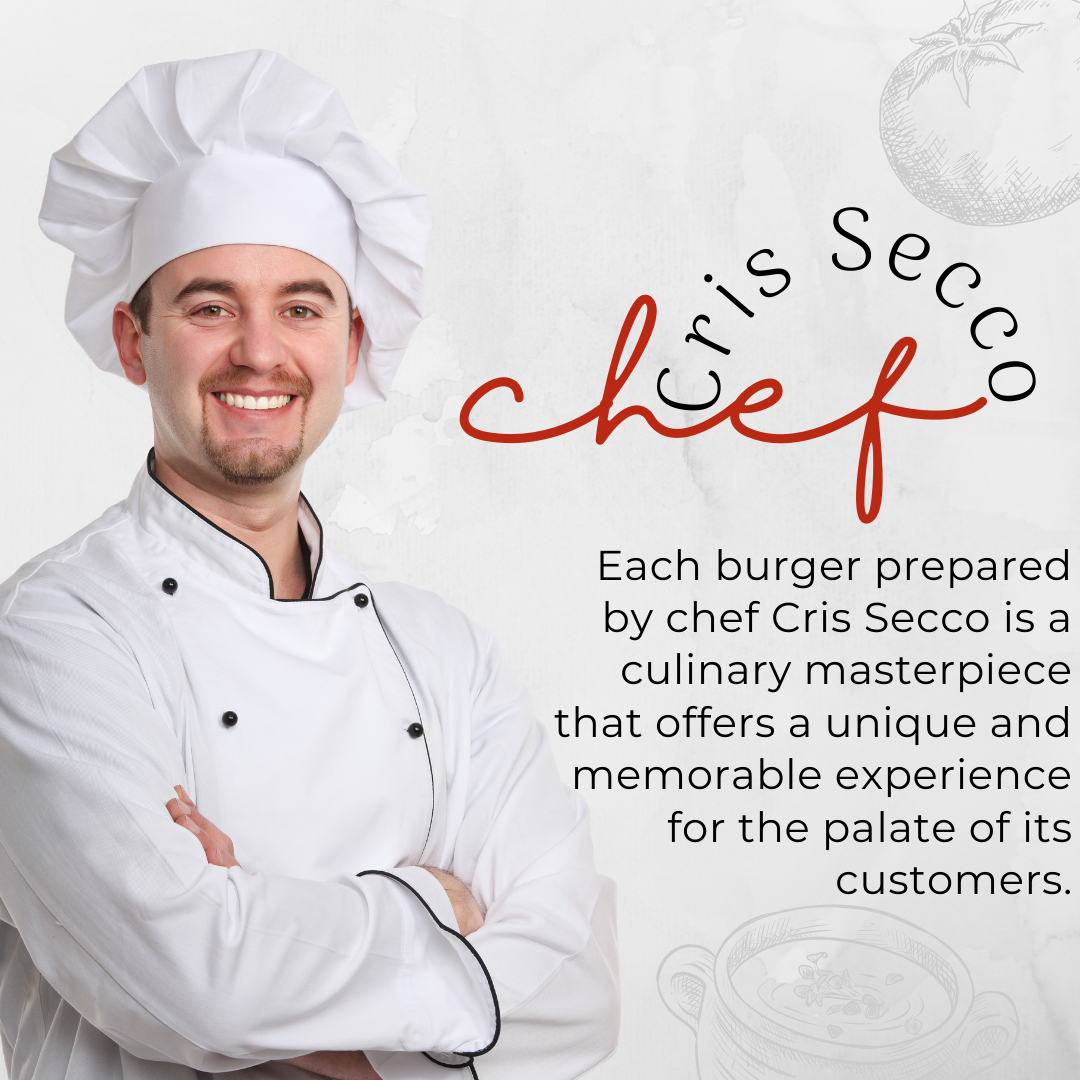 Cris Secco
chef
Each burger prepared
by chef Cris Secco is a
culinary masterpiece
that offers a unique and
memorable experience
for the palate of its
customers.